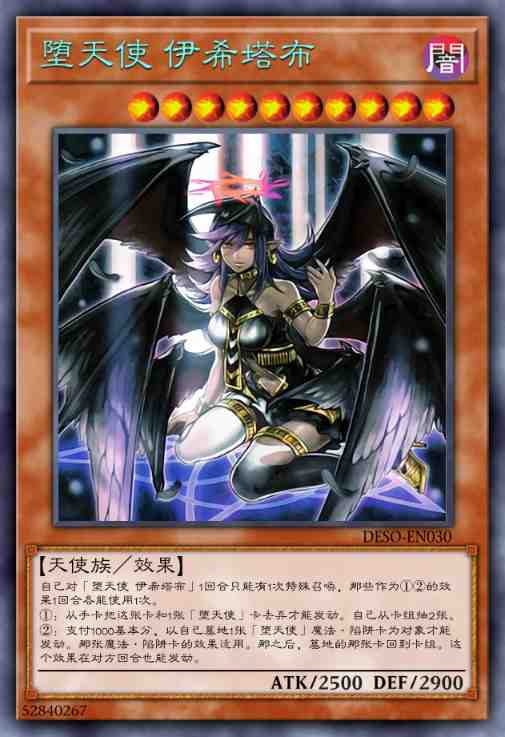 堕天使 伊希塔布
闇
DESO-EN030
【天使族／效果】
自己对「堕天使 伊希塔布」1回合只能有1次特殊召唤，那些作为①②的效
果1回合各能使用1次。
①：从手卡把这张卡和1张「堕天使」卡丢弃才能发动。自己从卡组抽2张。
②：支付1000基本分，以自己墓地1张「堕天使」魔法·陷阱卡为对象才能
发动。那张魔法·陷阱卡的效果适用。那之后，墓地的那张卡回到卡组。这
个效果在对方回合也能发动。
ATK/2500 DEF/2900
52840267